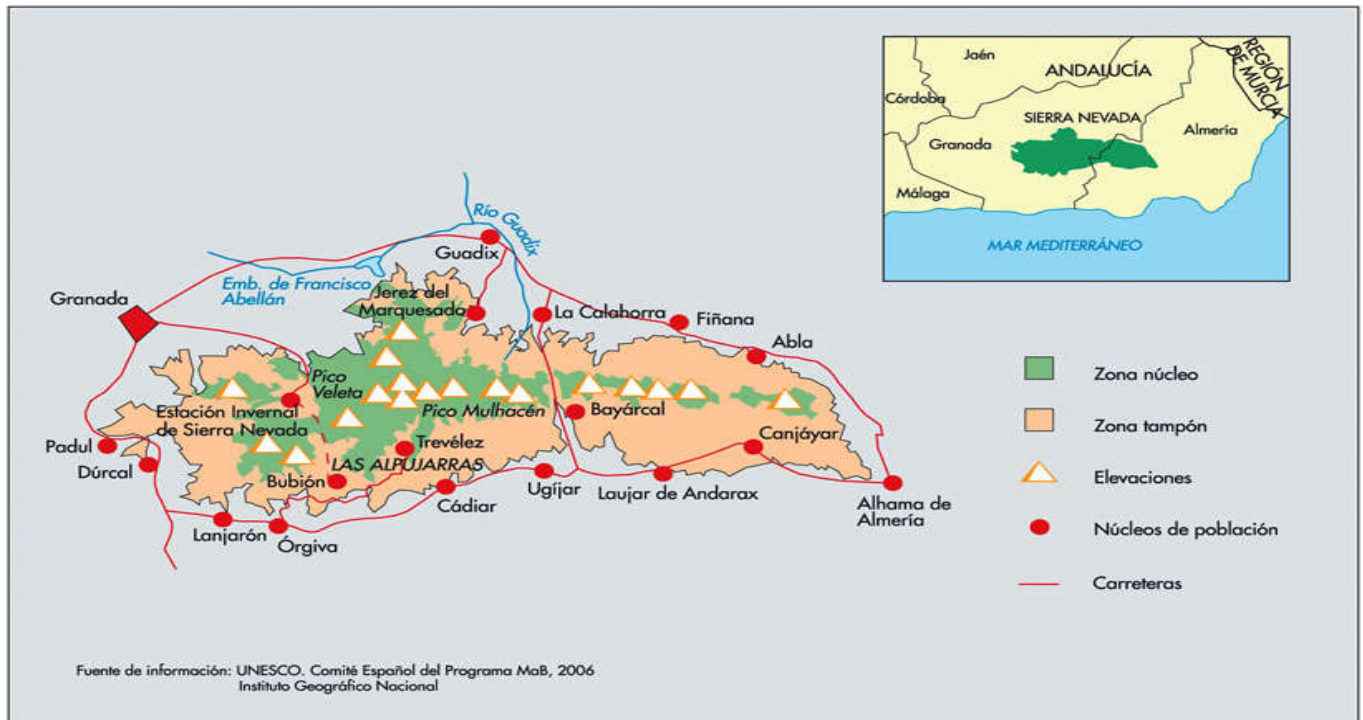 Jaén
ANDALUCÍA
REGIÓN
DE MURCIA
Córdoba
SIERRA NEVADA
Almería
Granada
Málaga
MAR MEDITERRÁNEO
Río Guadix
Guadix
Emb. de Francisco
Abellán
Granada
Jerez del
Marquesado
La Calahorra
Fiñana
Abla
Pico
Veleta
Pico Mulhacén
Estación Invernal
de Sierra Nevada
Bayárcal
Canjáyar
Padul
Trevélez
Dúrcal
LAS ALPUJARRAS
Bubión
Cádiar
Ugíjar
Laujar de Andarax
Alhama de
Almería
Lanjarón
Órgiva
Zona núcleo
Zona tampón
Elevaciones
Núcleos de población
Carreteras
Fuente de información: UNESCO. Comité Español del Programa MaB, 2006
Instituto Geográfico Nacional